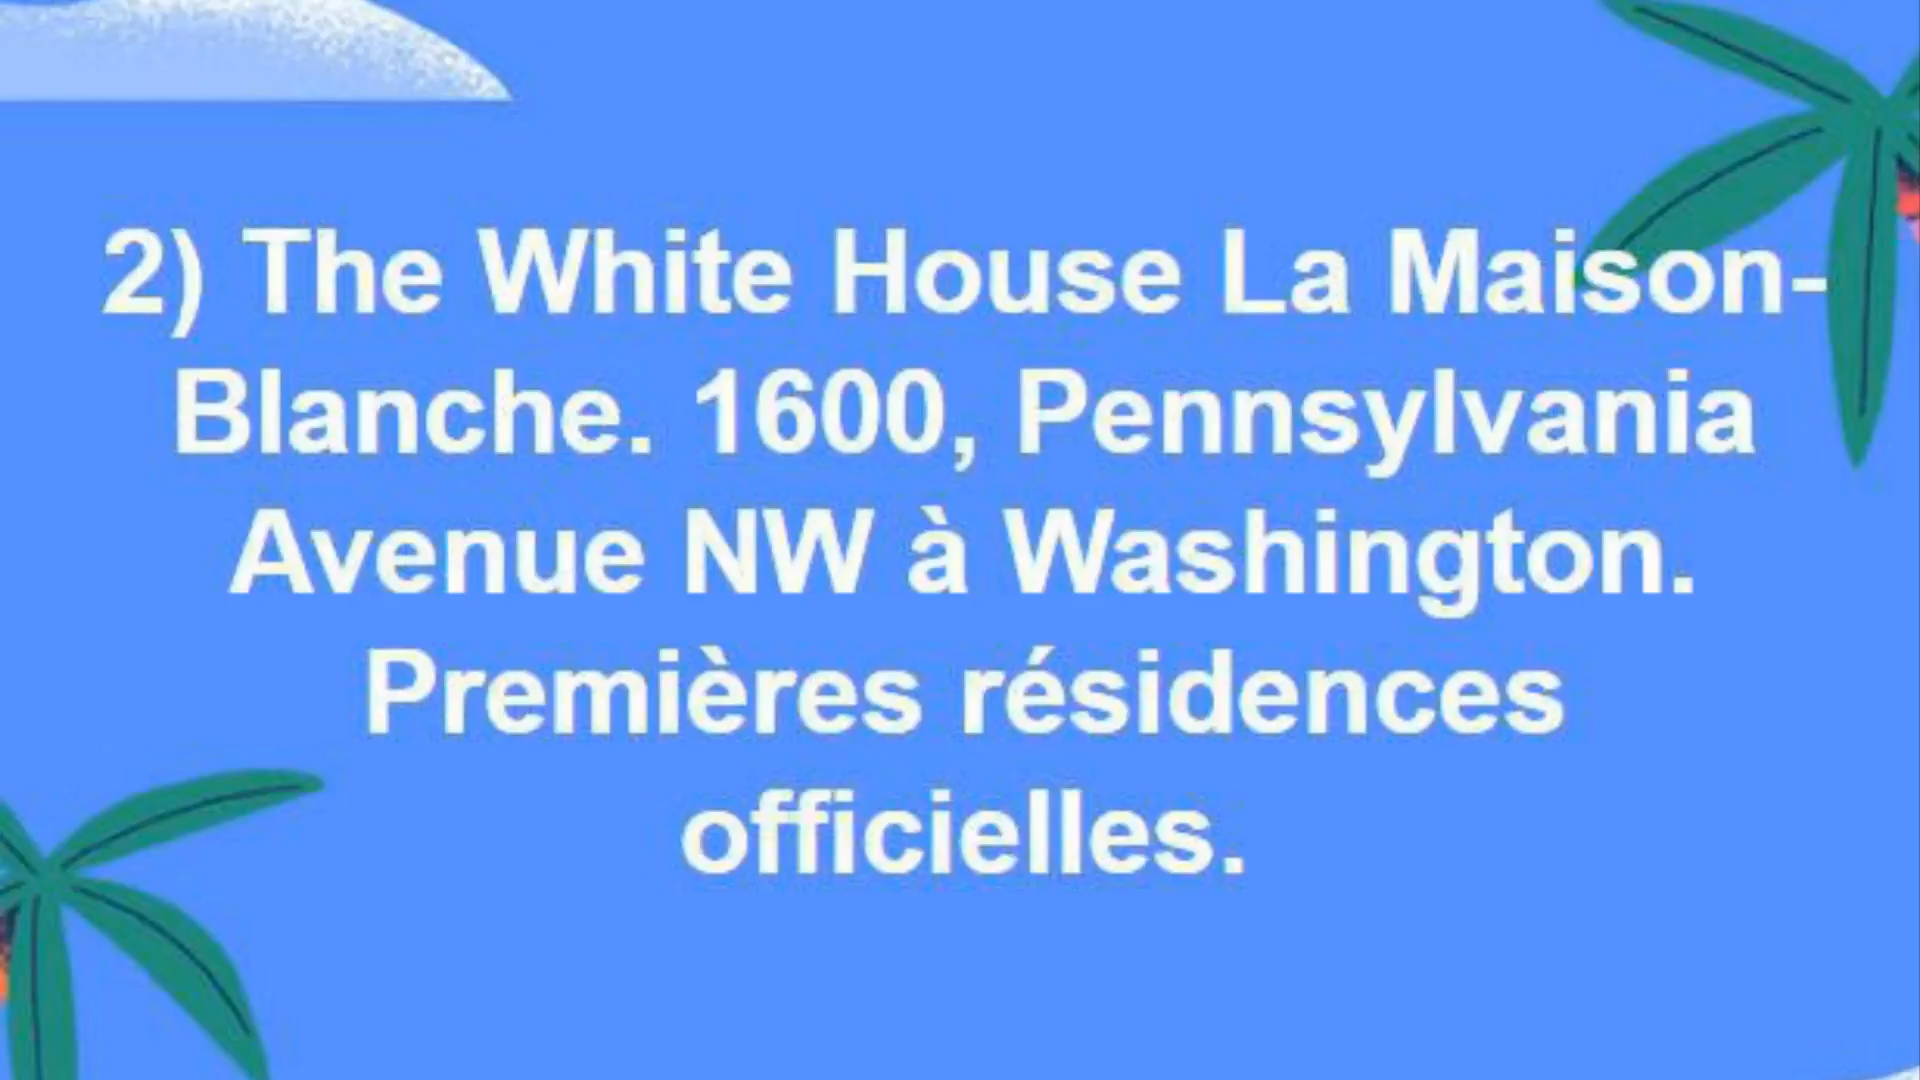 2) The White House La Maison-
Blanche. 1600, Pennsylvania
Avenue NW à Washington.
Premières résidences
officielles.